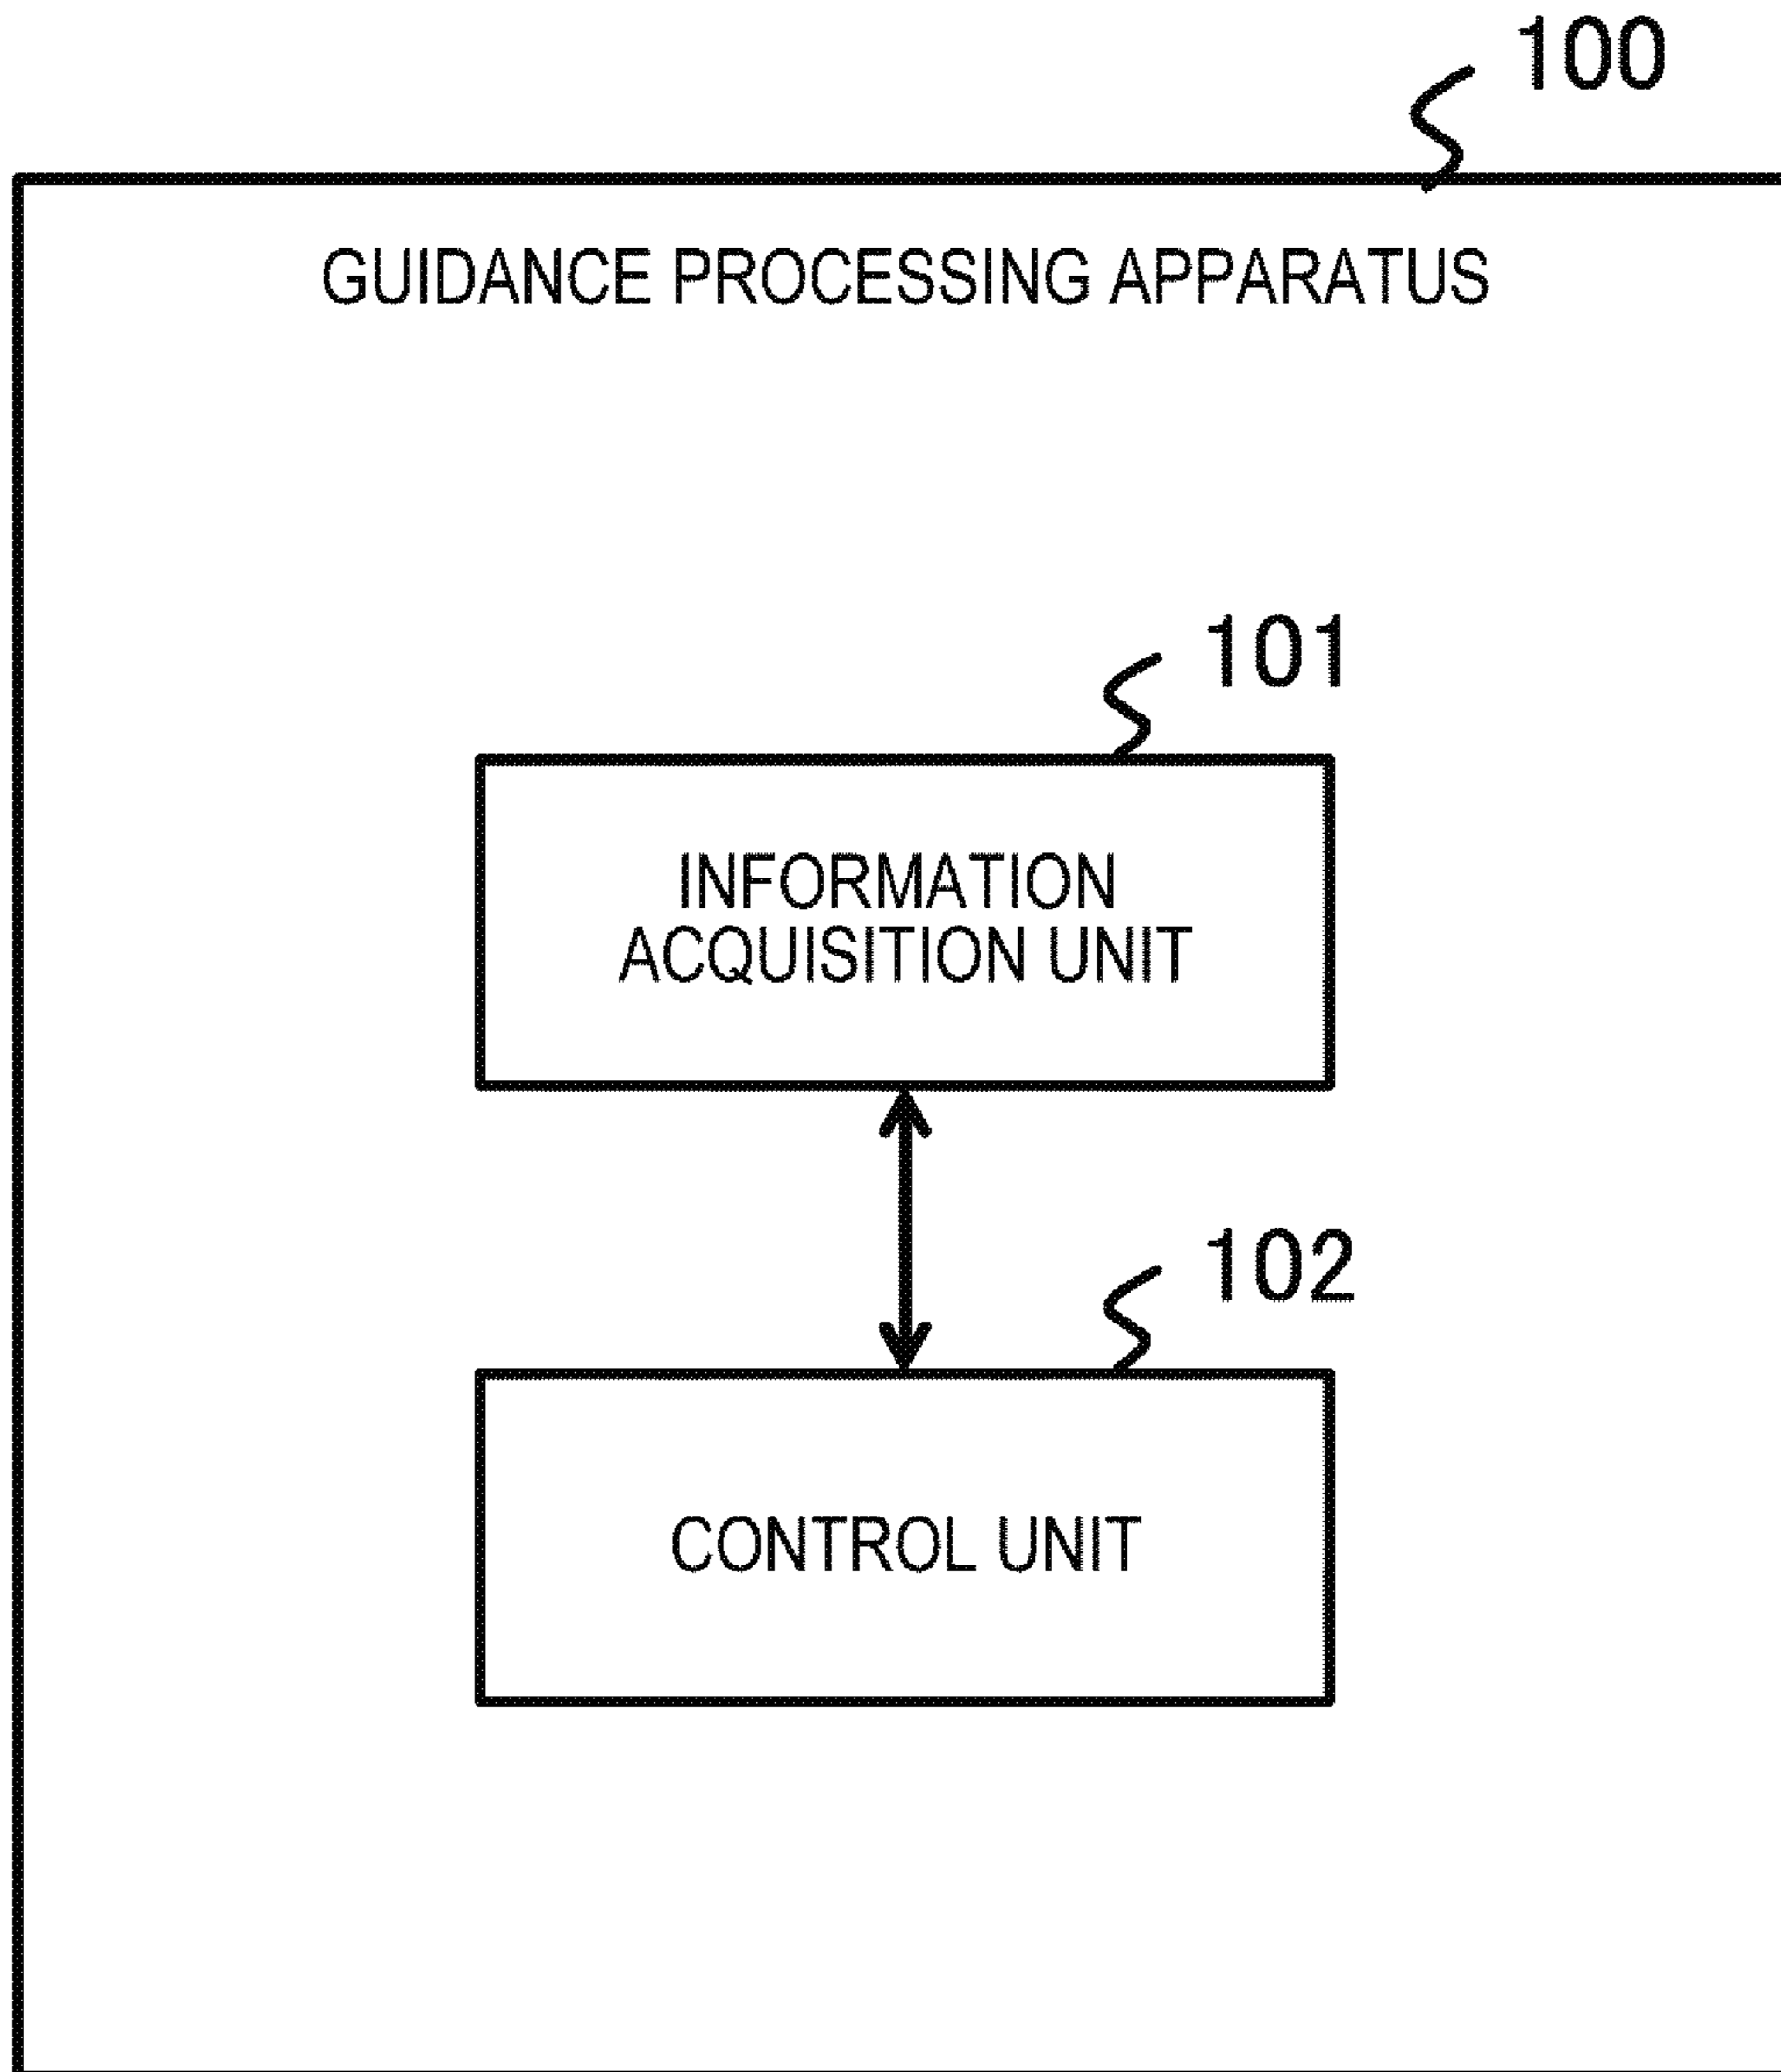 100
GUIDANCE PROCESSING APPARATUS
101
INFORMATION
ACQUISITION UNIT
102
CONTROL UNIT